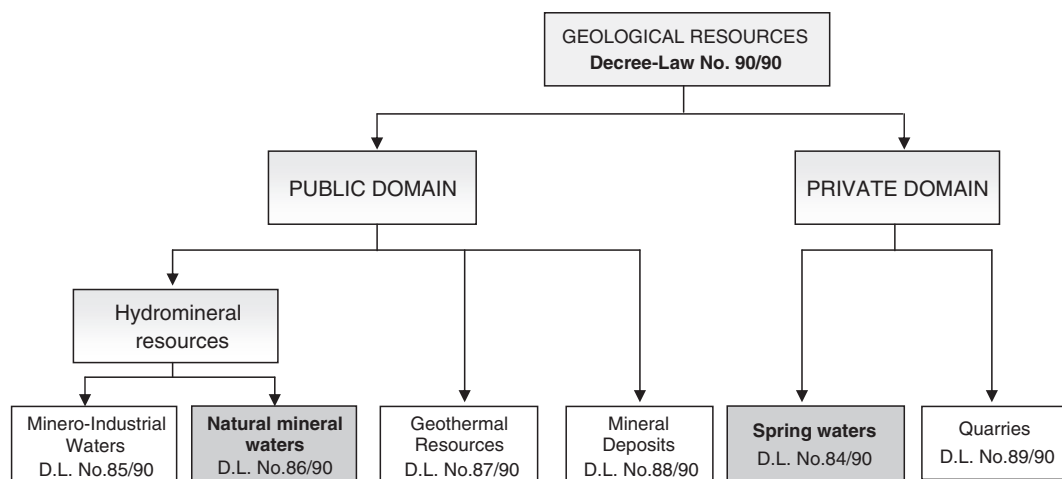 GEOLOGICAL RESOURCES
Decree-Law No. 90/90
PUBLIC DOMAIN
PRIVATE DOMAIN
Hydromineral
resources
Minero-Industrial
Waters
D.L. No.85/90
Natural mineral
waters
D.L. No.86/90
Geothermal
Resources
D.L. No.87/90
Mineral
Deposits
D.L. No.88/90
Spring waters
D.L. No.84/90
Quarries
D.L. No.89/90